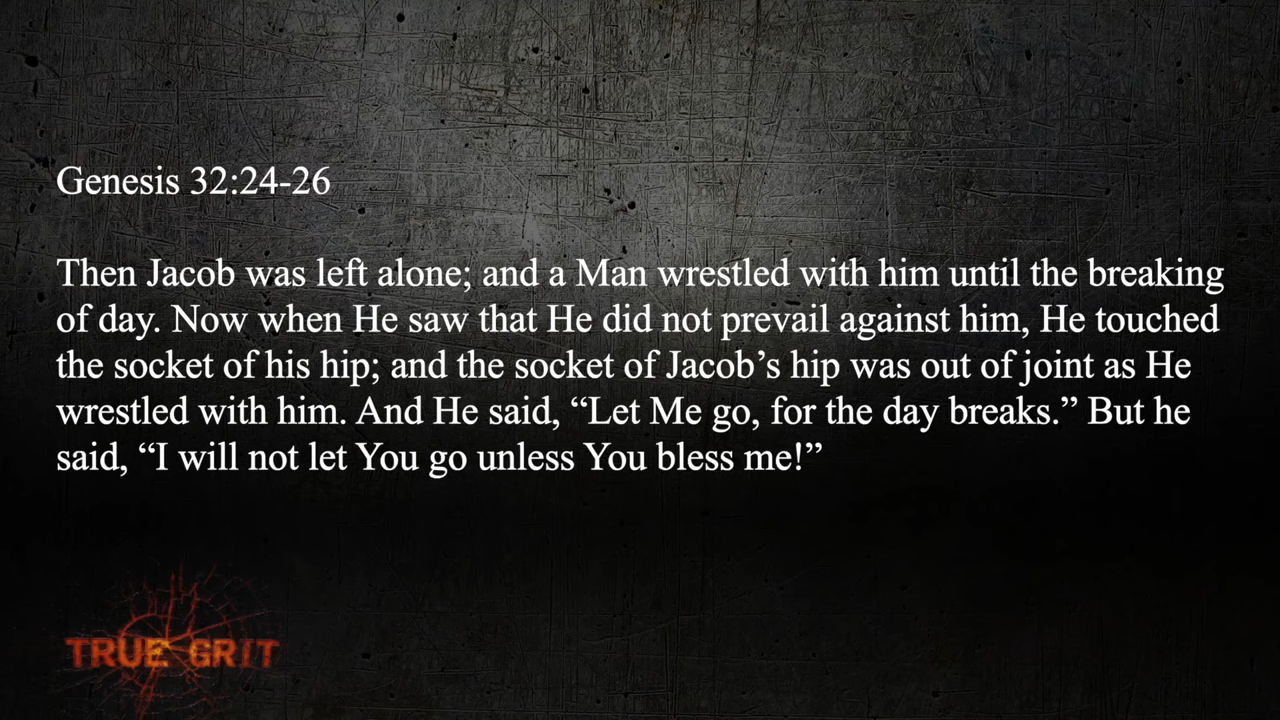 Genesis 32:24-26
Then Jacob was left alone; and a Man wrestled with him until the breaking
of day. Now when He saw that He did not prevail against him, He touched
the socket of his hip; and the socket of Jacob’s hip was out of joint as He
wrestled with him. And He said, “Let Me go, for the day breaks.” But he
said, “I will not let You go unless You bless me!”
TRUE GRIT